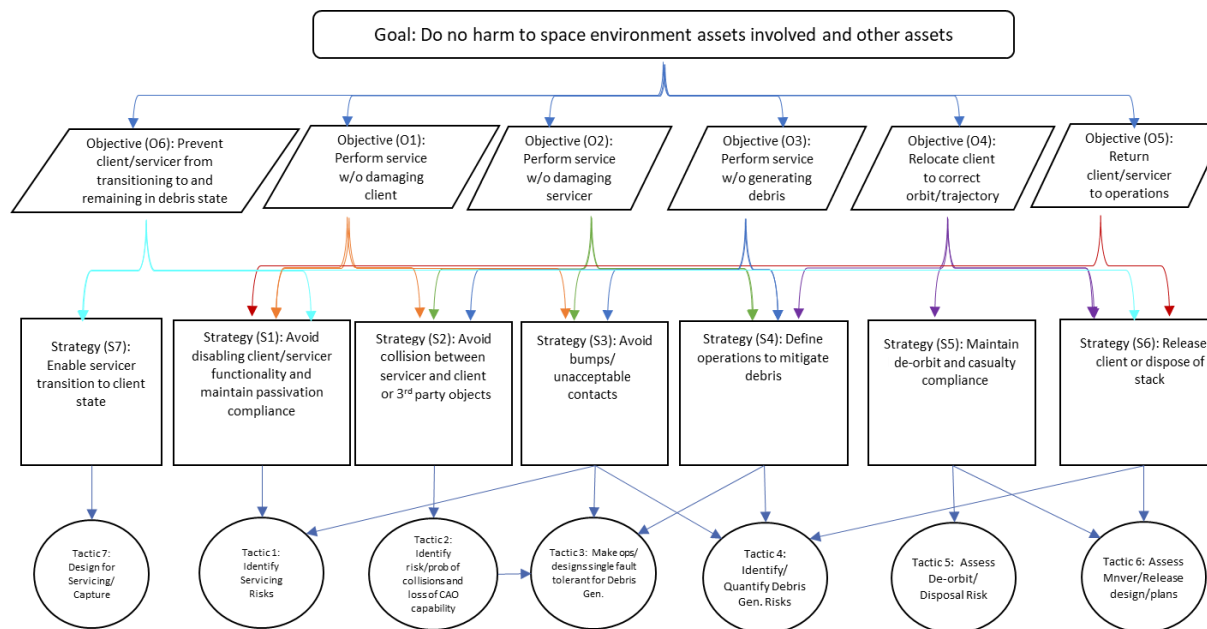 Goal: Do no harm to space environment assets involved and other assets
Objective (O6): Prevent
client/servicer from
transitioning to and
remaining in debris state
Objective (O1):
Perform service
w/o damaging
client
Objective (O2):
Perform service
w/o damaging
servicer
Objective (O3):
Perform service
w/o generating
debris
Objective (O4):
Relocate client
to correct
orbit/trajectory
Objective (O5):
Return
client/servicer
to operations
Strategy (S7):
Enable servicer
transition to client
state
Strategy (S1): Avoid
disabling client/servicer
functionality and
maintain passivation
compliance
Strategy (S2): Avoid
collision between
servicer and client
or 3rd party objects
Strategy (S3): Avoid
bumps/
unacceptable
contacts
Strategy (S4): Define
operations to mitigate
debris
Strategy (S5): Maintain
de-orbit and casualty
compliance
Strategy (S6): Release
client or dispose of
stack
Tactic 7:
Design for
Servicing/
Capture
Tactic 1:
Identify
Servicing
Risks
Tactic 2:
Identify
risk/prob of
collisions and
loss of CAO
capability
Tactic 3: Make ops/
designs single fault
tolerant for Debris
Gen.
Tactic 4:
Identify/
Quantify Debris
Gen. Risks
Tactic 5: Assess
De-orbit/
Disposal Risk
Tactic 6: Assess
Mnver/Release
design/plans